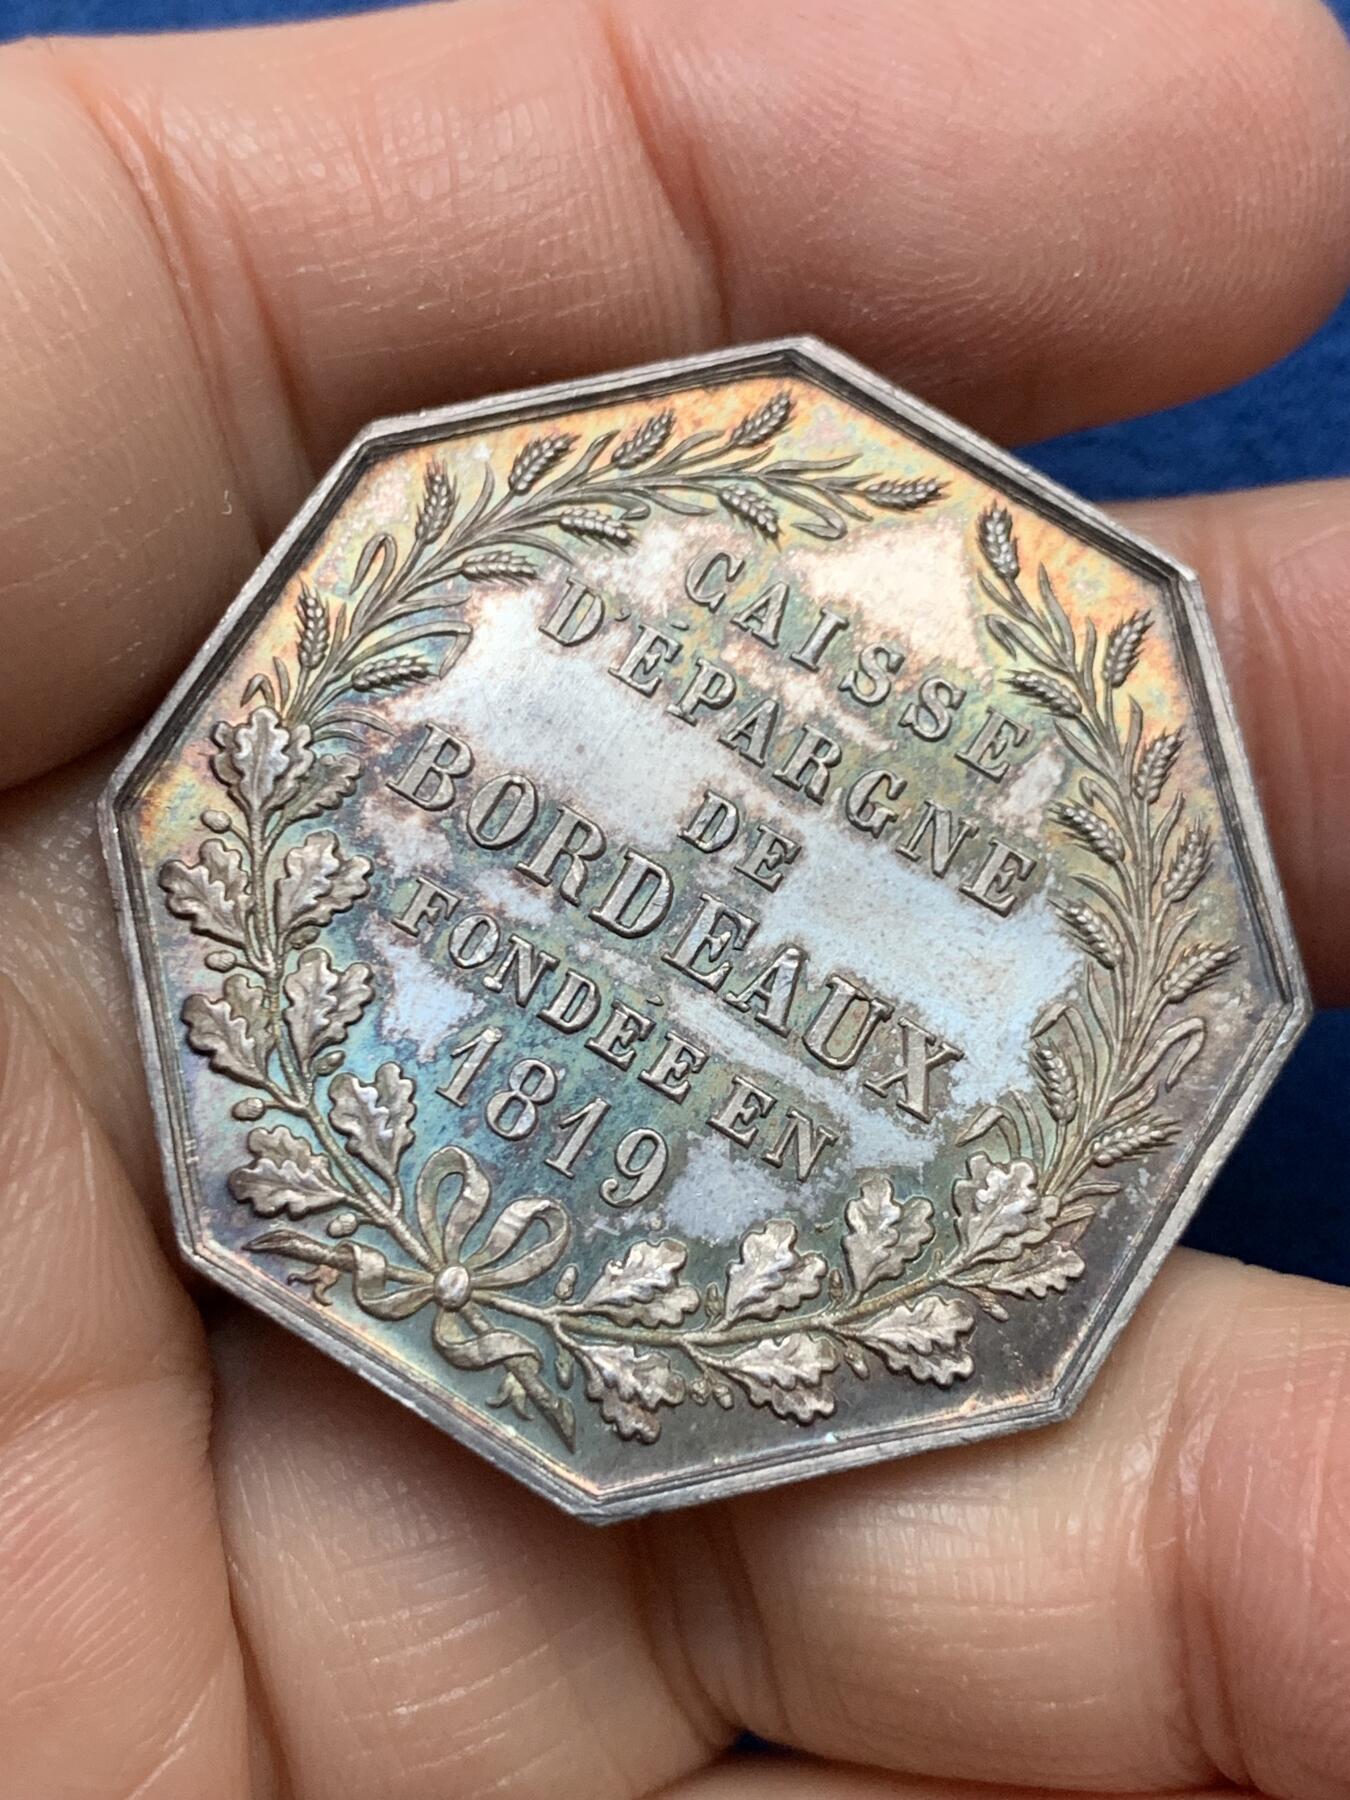 CAISSE
D'ÉPARGNE
DE
BORDEAUX
FONDÉE EN
1819